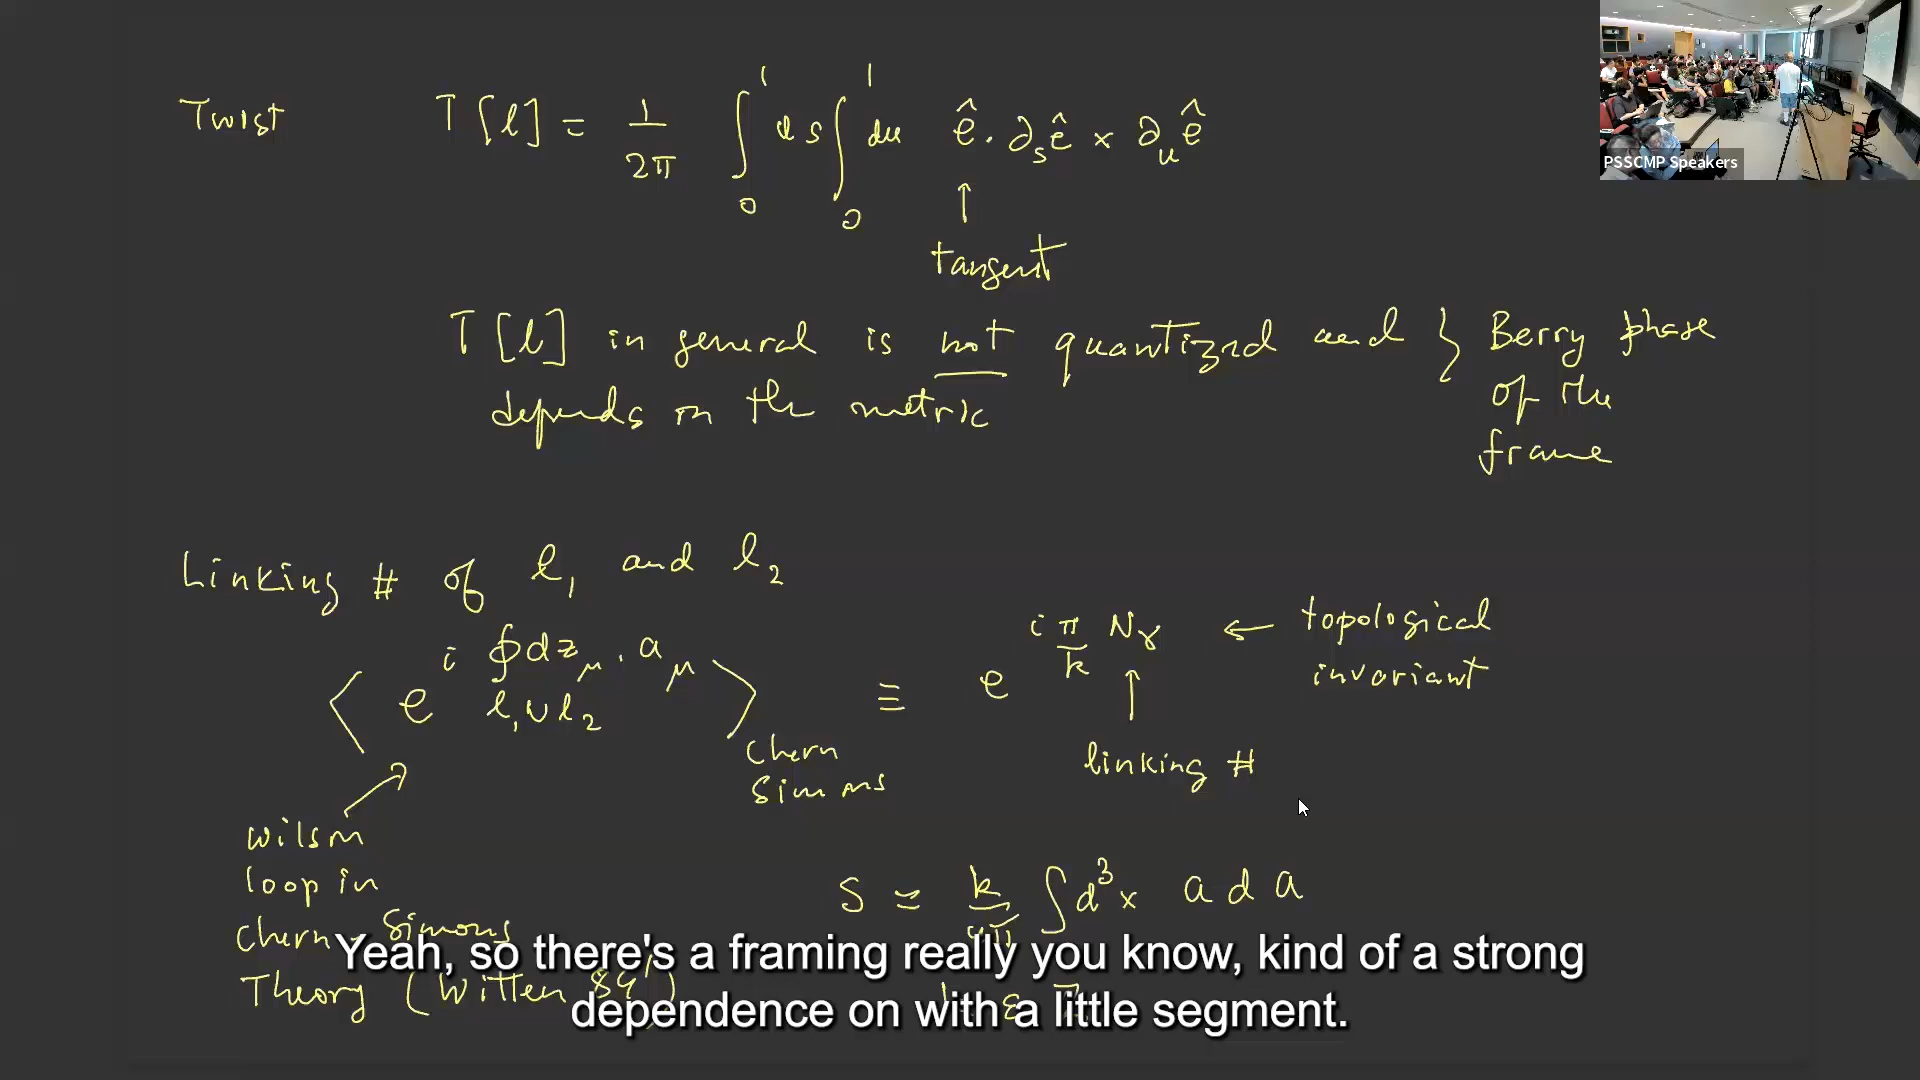 Twist T[l] = 1/2π ∫₀¹ ds ∫₀¹ du ê · ∂ₛê × ∂ᵤê
↑
tangent
T[l] in general is not quantized and } Berry phase
depends on the metric
of the
frame
Linking # of l₁ and l₂
⟨ e^{i ∮_{l₁∪l₂} dz_μ · a_μ} ⟩_{Chern Simons} ≡ e^{i π/k N_γ} ← topological
invariant
↑
linking #
Wilson
loop in
Chern-Simons
Theory (Witten 89')
S = k/4π ∫d³x a d a
k ∈ Z
PSSCMP Speakers
Yeah, so there's a framing really you know, kind of a strong
dependence on with a little segment.